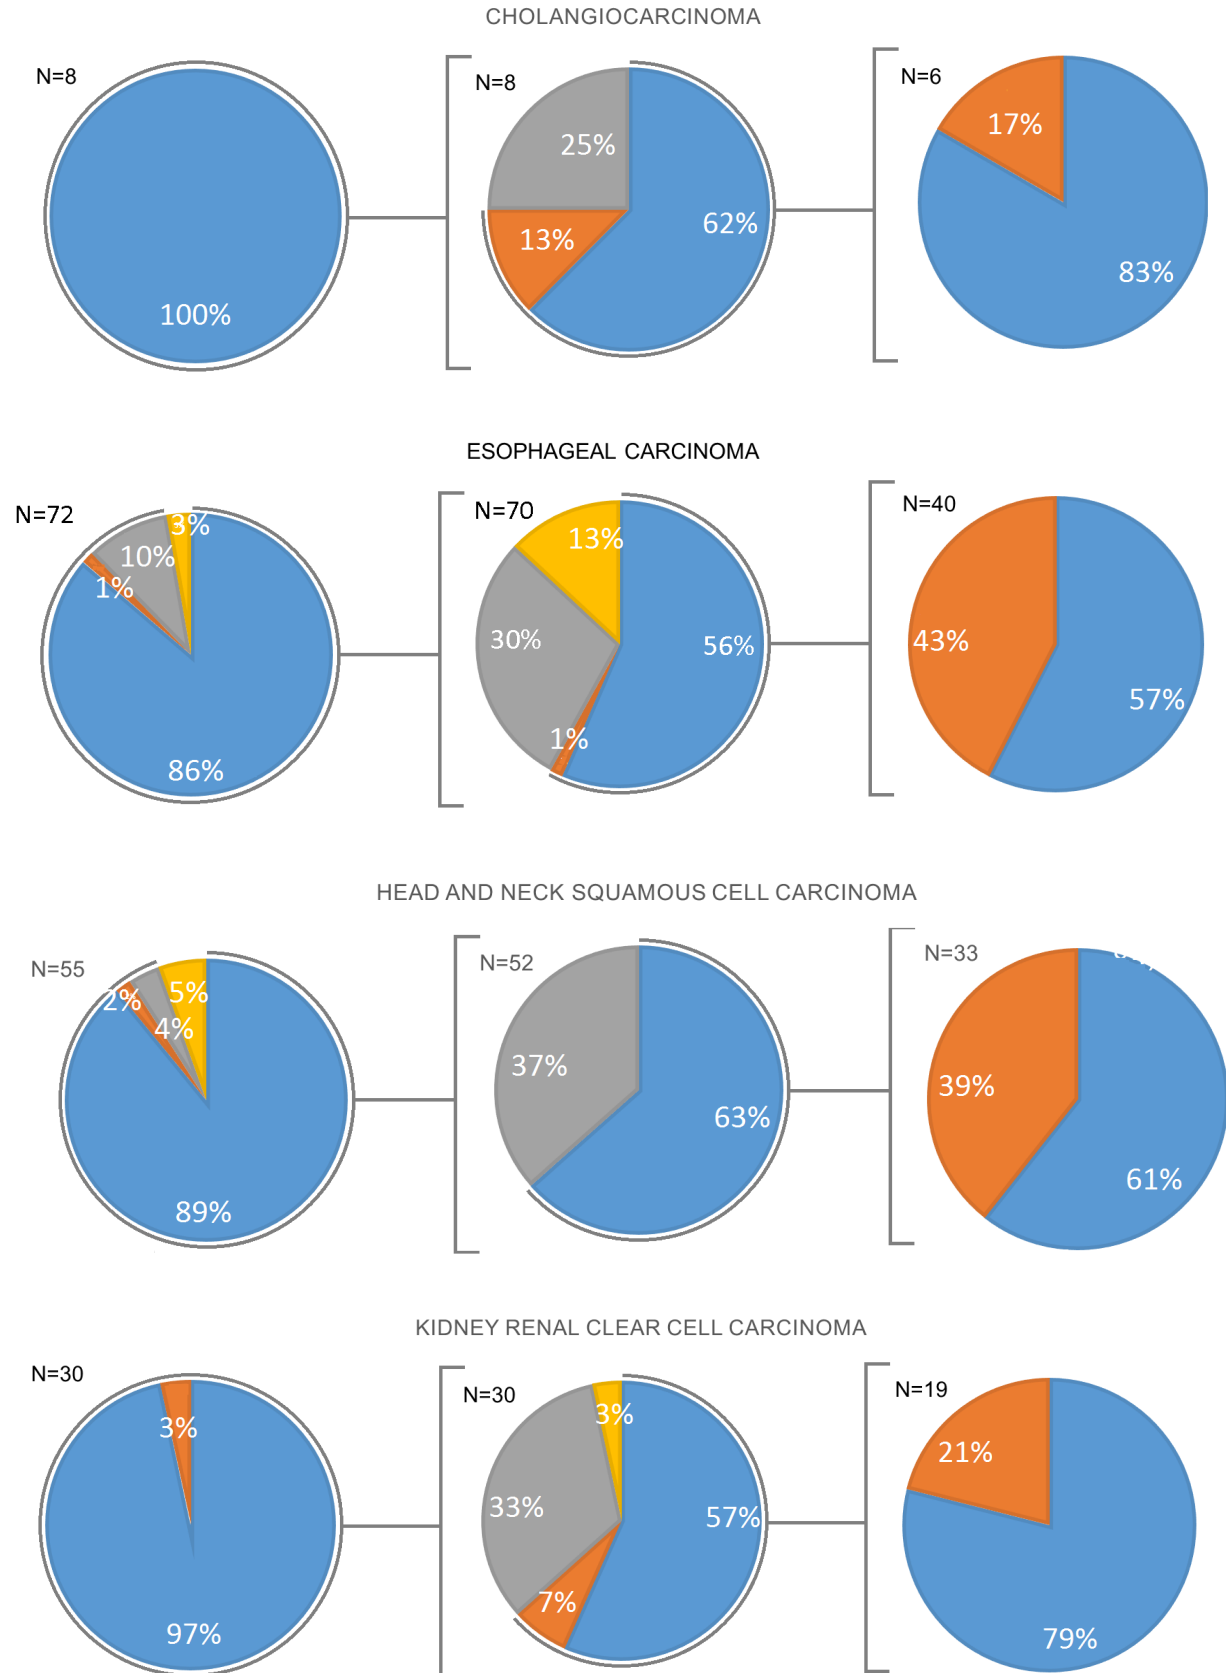 CHOLANGIOCARCINOMA
N=8
N=8
N=6
100%
25%
13%
62%
17%
83%
ESOPHAGEAL CARCINOMA
N=72
N=70
N=40
3%
10%
1%
86%
13%
30%
56%
1%
43%
57%
HEAD AND NECK SQUAMOUS CELL CARCINOMA
N=55
N=52
N=33
2%
5%
4%
89%
37%
63%
39%
61%
KIDNEY RENAL CLEAR CELL CARCINOMA
N=30
N=30
N=19
3%
97%
3%
33%
57%
7%
21%
79%